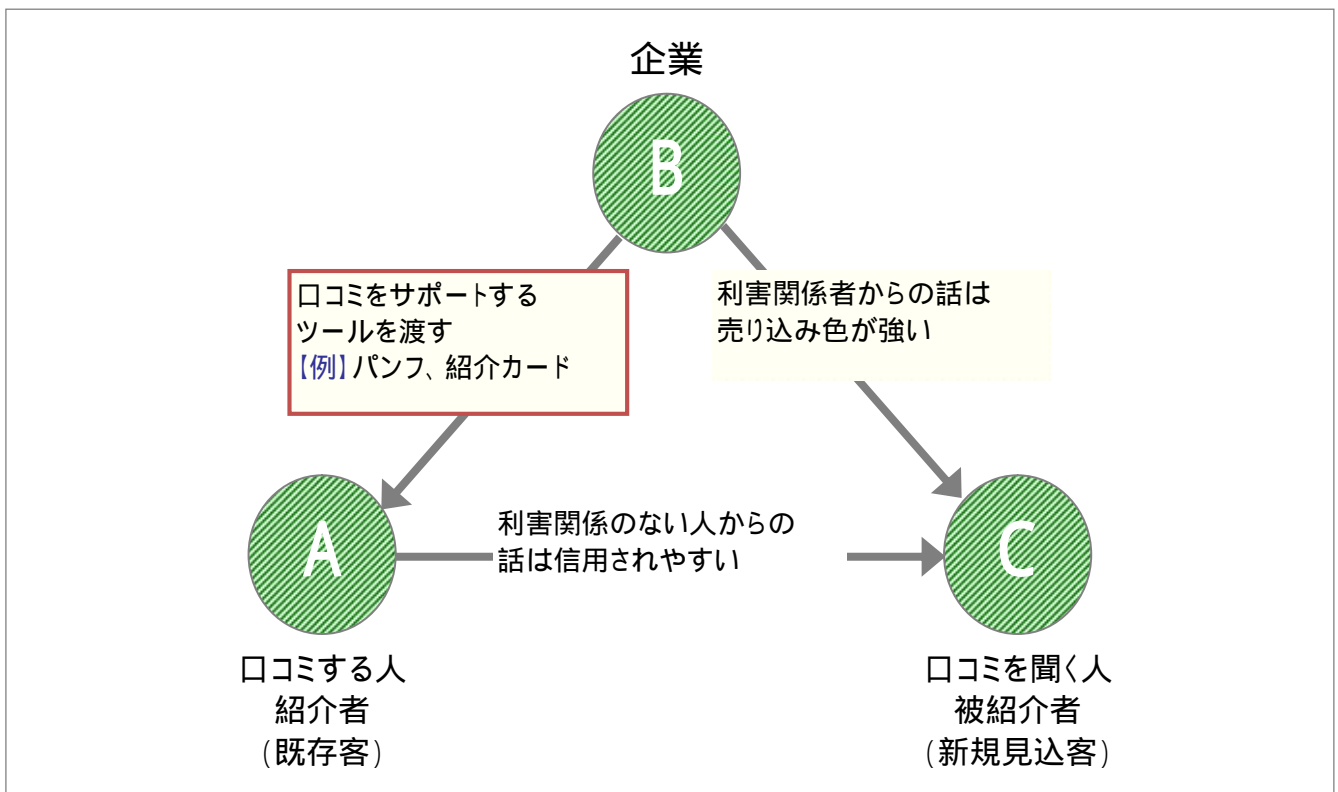 企業
B
口コミをサポートする
ツールを渡す
【例】パンフ、紹介カード
利害関係者からの話は
売り込み色が強い
A
利害関係のない人からの
話は信用されやすい
C
口コミする人
紹介者
(既存客)
口コミを聞く人
被紹介者
(新規見込客)